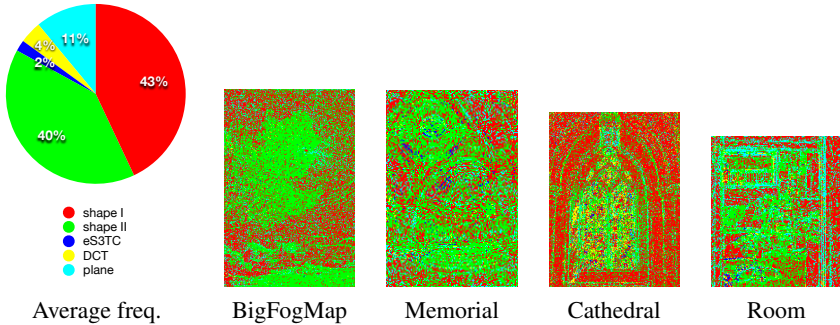 11%
4%
2%
43%
40%
shape I
shape II
eS3TC
DCT
plane
Average freq.
BigFogMap
Memorial
Cathedral
Room